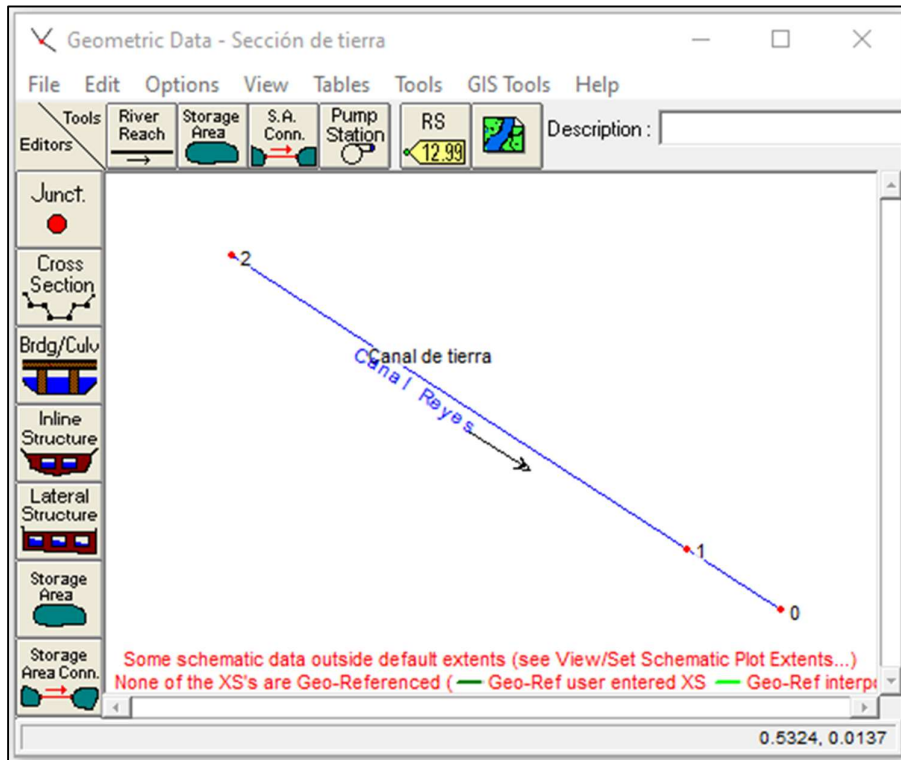 Geometric Data - Sección de tierra
File Edit Options View Tables Tools GIS Tools Help
Tools
Editors
River
Reach
Storage
Area
S.A.
Conn.
Pump
Station
RS
12.99
Description :
Junct.
Cross
Section
Brdg/Culv
Inline
Structure
Lateral
Structure
Storage
Area
Storage
Area Conn.
2
Canal de tierra
Canal Reyes
1
0
Some schematic data outside default extents (see View/Set Schematic Plot Extents...)
None of the XS's are Geo-Referenced ( Geo-Ref user entered XS Geo-Ref interpo
0.5324, 0.0137